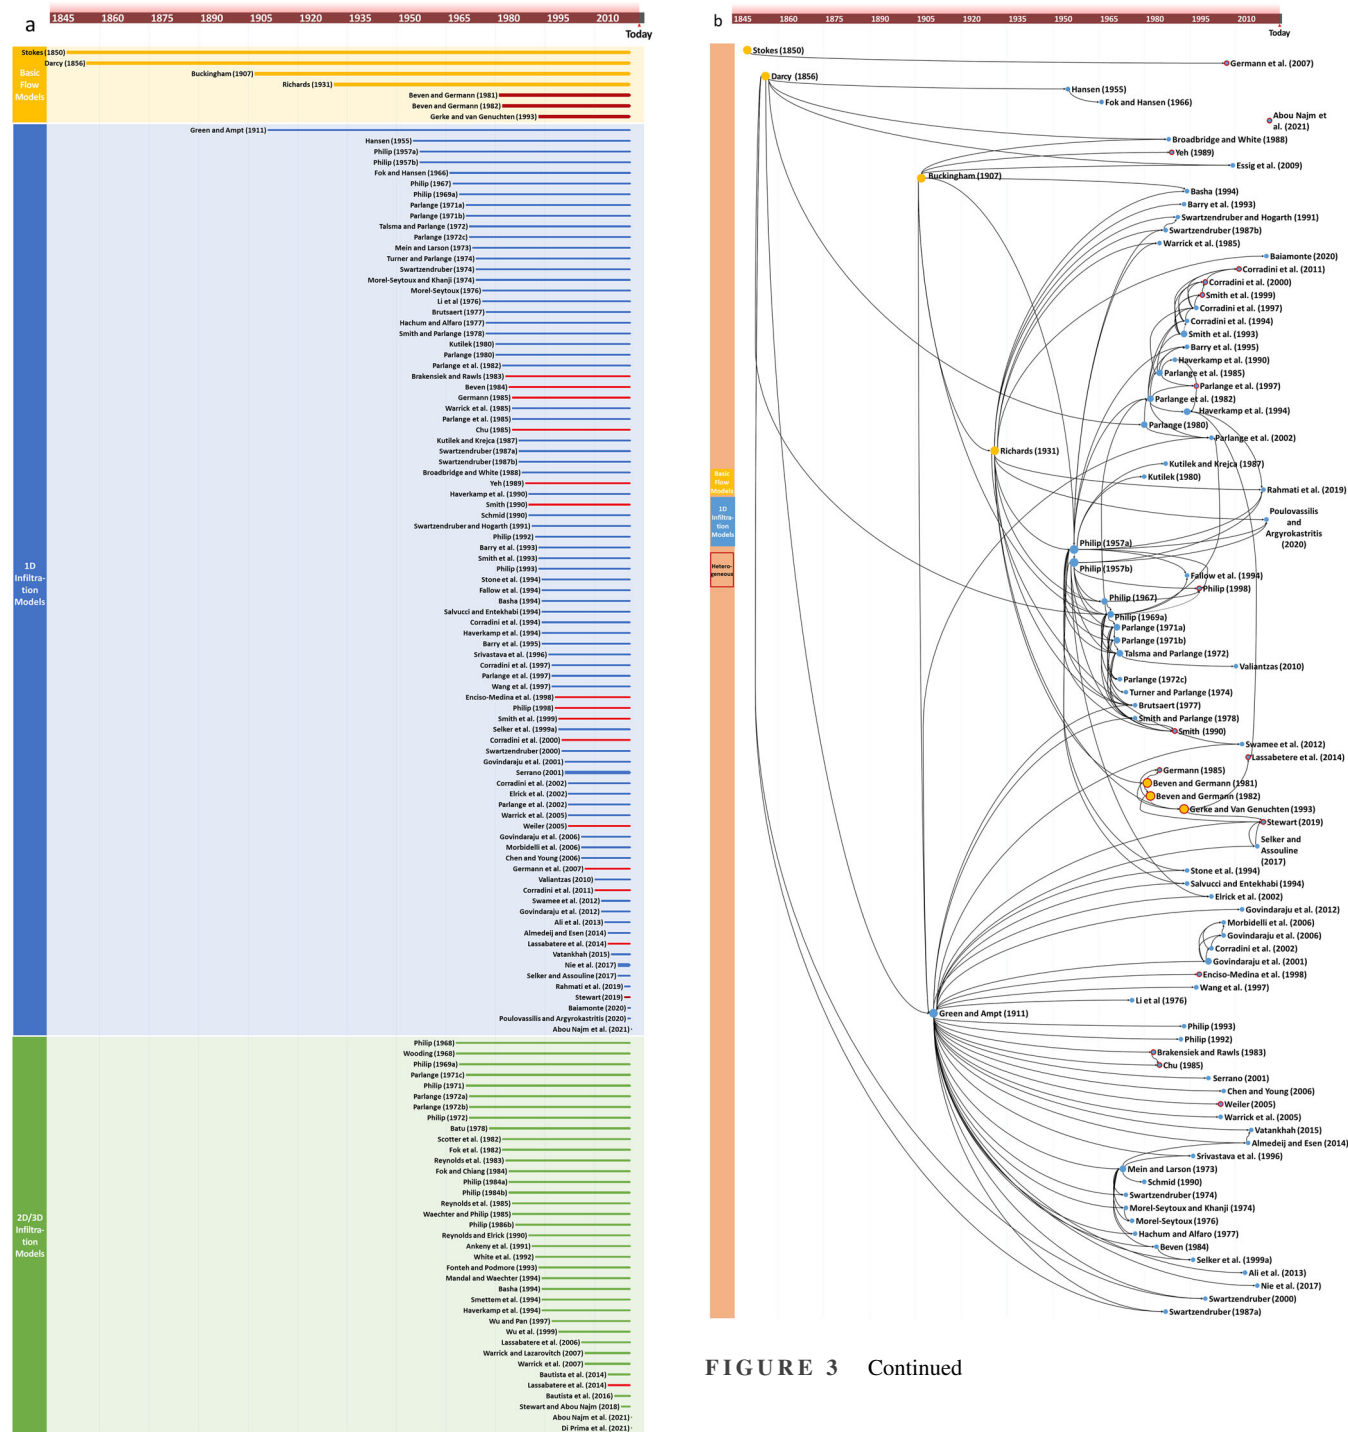 a
1845 1860 1875 1890 1905 1920 1935 1950 1965 1980 1995 2010
Today
Basic
Flow
Models
Stokes (1850)
Darcy (1856)
Buckingham (1907)
Richards (1931)
Beven and Germann (1981)
Beven and Germann (1982)
Gerke and van Genuchten (1993)
1D
Infiltra-
tion
Models
Green and Ampt (1911)
Hansen (1955)
Philip (1957a)
Philip (1957b)
Fok and Hansen (1966)
Philip (1967)
Philip (1969a)
Parlange (1971a)
Parlange (1971b)
Talsma and Parlange (1972)
Parlange (1972c)
Mein and Larson (1973)
Turner and Parlange (1974)
Swartzendruber (1974)
Morel-Seytoux and Khanji (1974)
Morel-Seytoux (1976)
Li et al (1976)
Brutsaert (1977)
Hachum and Alfaro (1977)
Smith and Parlange (1978)
Kutilek (1980)
Parlange (1980)
Parlange et al. (1982)
Brakensiek and Rawls (1983)
Beven (1984)
Germann (1985)
Warrick et al. (1985)
Parlange et al. (1985)
Chu (1985)
Kutilek and Krejca (1987)
Swartzendruber (1987a)
Swartzendruber (1987b)
Broadbridge and White (1988)
Yeh (1989)
Haverkamp et al. (1990)
Smith (1990)
Schmid (1990)
Swartzendruber and Hogarth (1991)
Philip (1992)
Barry et al. (1993)
Smith et al. (1993)
Philip (1993)
Stone et al. (1994)
Fallow et al. (1994)
Basha (1994)
Salvucci and Entekhabi (1994)
Corradini et al. (1994)
Haverkamp et al. (1994)
Barry et al. (1995)
Srivastava et al. (1996)
Corradini et al. (1997)
Parlange et al. (1997)
Wang et al. (1997)
Enciso-Medina et al. (1998)
Philip (1998)
Smith et al. (1999)
Selker et al. (1999a)
Corradini et al. (2000)
Swartzendruber (2000)
Govindaraju et al. (2001)
Serrano (2001)
Corradini et al. (2002)
Elrick et al. (2002)
Parlange et al. (2002)
Warrick et al. (2005)
Weiler (2005)
Govindaraju et al. (2006)
Morbidelli et al. (2006)
Chen and Young (2006)
Germann et al. (2007)
Valiantzas (2010)
Corradini et al. (2011)
Swamee et al. (2012)
Govindaraju et al. (2012)
Ali et al. (2013)
Almedeij and Esen (2014)
Lassabatere et al. (2014)
Vatankhah (2015)
Nie et al. (2017)
Selker and Assouline (2017)
Rahmati et al. (2019)
Stewart (2019)
Baiamonte (2020)
Poulovassilis and Argyrokastritis (2020)
Abou Najm et al. (2021)
2D/3D
Infiltra-
tion
Models
Philip (1968)
Wooding (1968)
Philip (1969a)
Parlange (1971c)
Philip (1971)
Parlange (1972a)
Parlange (1972b)
Philip (1972)
Batu (1978)
Scotter et al. (1982)
Fok et al. (1982)
Reynolds et al. (1983)
Fok and Chiang (1984)
Philip (1984a)
Philip (1984b)
Reynolds et al. (1985)
Waechter and Philip (1985)
Philip (1986b)
Reynolds and Elrick (1990)
Ankeny et al. (1991)
White et al. (1992)
Fonteh and Podmore (1993)
Mandal and Waechter (1994)
Basha (1994)
Smettem et al. (1994)
Haverkamp et al. (1994)
Wu and Pan (1997)
Wu et al. (1999)
Lassabatere et al. (2006)
Warrick and Lazarovitch (2007)
Warrick et al. (2007)
Bautista et al. (2014)
Lassabatere et al. (2014)
Bautista et al. (2016)
Stewart and Abou Najm (2018)
Abou Najm et al. (2021)
Di Prima et al. (2021)
b
1845 1860 1875 1890 1905 1920 1935 1950 1965 1980 1995 2010
Today
Stokes (1850)
Germann et al. (2007)
Darcy (1856)
Hansen (1955)
Fok and Hansen (1966)
Abou Najm et
al. (2021)
Broadbridge and White (1988)
Yeh (1989)
Essig et al. (2009)
Buckingham (1907)
Basha (1994)
Barry et al. (1993)
Swartzendruber and Hogarth (1991)
Swartzendruber (1987b)
Warrick et al. (1985)
Baiamonte (2020)
Corradini et al. (2011)
Corradini et al. (2000)
Smith et al. (1999)
Corradini et al. (1997)
Corradini et al. (1994)
Smith et al. (1993)
Barry et al. (1995)
Haverkamp et al. (1990)
Parlange et al. (1985)
Parlange et al. (1997)
Parlange et al. (1982)
Haverkamp et al. (1994)
Parlange (1980)
Parlange et al. (2002)
Richards (1931)
Kutilek and Krejca (1987)
Kutilek (1980)
Basic
Flow
Models
Rahmati et al. (2019)
1D
Infiltra-
tion
Models
Poulovassilis
and
Argyrokastritis
(2020)
Philip (1957a)
Philip (1957b)
Hetero-
geneous
Fallow et al. (1994)
Philip (1998)
Philip (1967)
Philip (1969a)
Parlange (1971a)
Parlange (1971b)
Talsma and Parlange (1972)
Valiantzas (2010)
Parlange (1972c)
Turner and Parlange (1974)
Brutsaert (1977)
Smith and Parlange (1978)
Smith (1990)
Swamee et al. (2012)
Lassabetere et al. (2014)
Germann (1985)
Beven and Germann (1981)
Beven and Germann (1982)
Gerke and Van Genuchten (1993)
Stewart (2019)
Selker and
Assouline
(2017)
Stone et al. (1994)
Salvucci and Entekhabi (1994)
Elrick et al. (2002)
Govindaraju et al. (2012)
Morbidelli et al. (2006)
Govindaraju et al. (2006)
Corradini et al. (2002)
Govindaraju et al. (2001)
Enciso-Medina et al. (1998)
Wang et al. (1997)
Li et al (1976)
Green and Ampt (1911)
Philip (1993)
Philip (1992)
Brakensiek and Rawls (1983)
Chu (1985)
Serrano (2001)
Chen and Young (2006)
Weiler (2005)
Warrick et al. (2005)
Vatankhah (2015)
Almedeij and Esen (2014)
Srivastava et al. (1996)
Mein and Larson (1973)
Schmid (1990)
Swartzendruber (1974)
Morel-Seytoux and Khanji (1974)
Morel-Seytoux (1976)
Hachum and Alfaro (1977)
Beven (1984)
Selker et al. (1999a)
Ali et al. (2013)
Nie et al. (2017)
Swartzendruber (2000)
Swartzendruber (1987a)
FIGURE 3 Continued